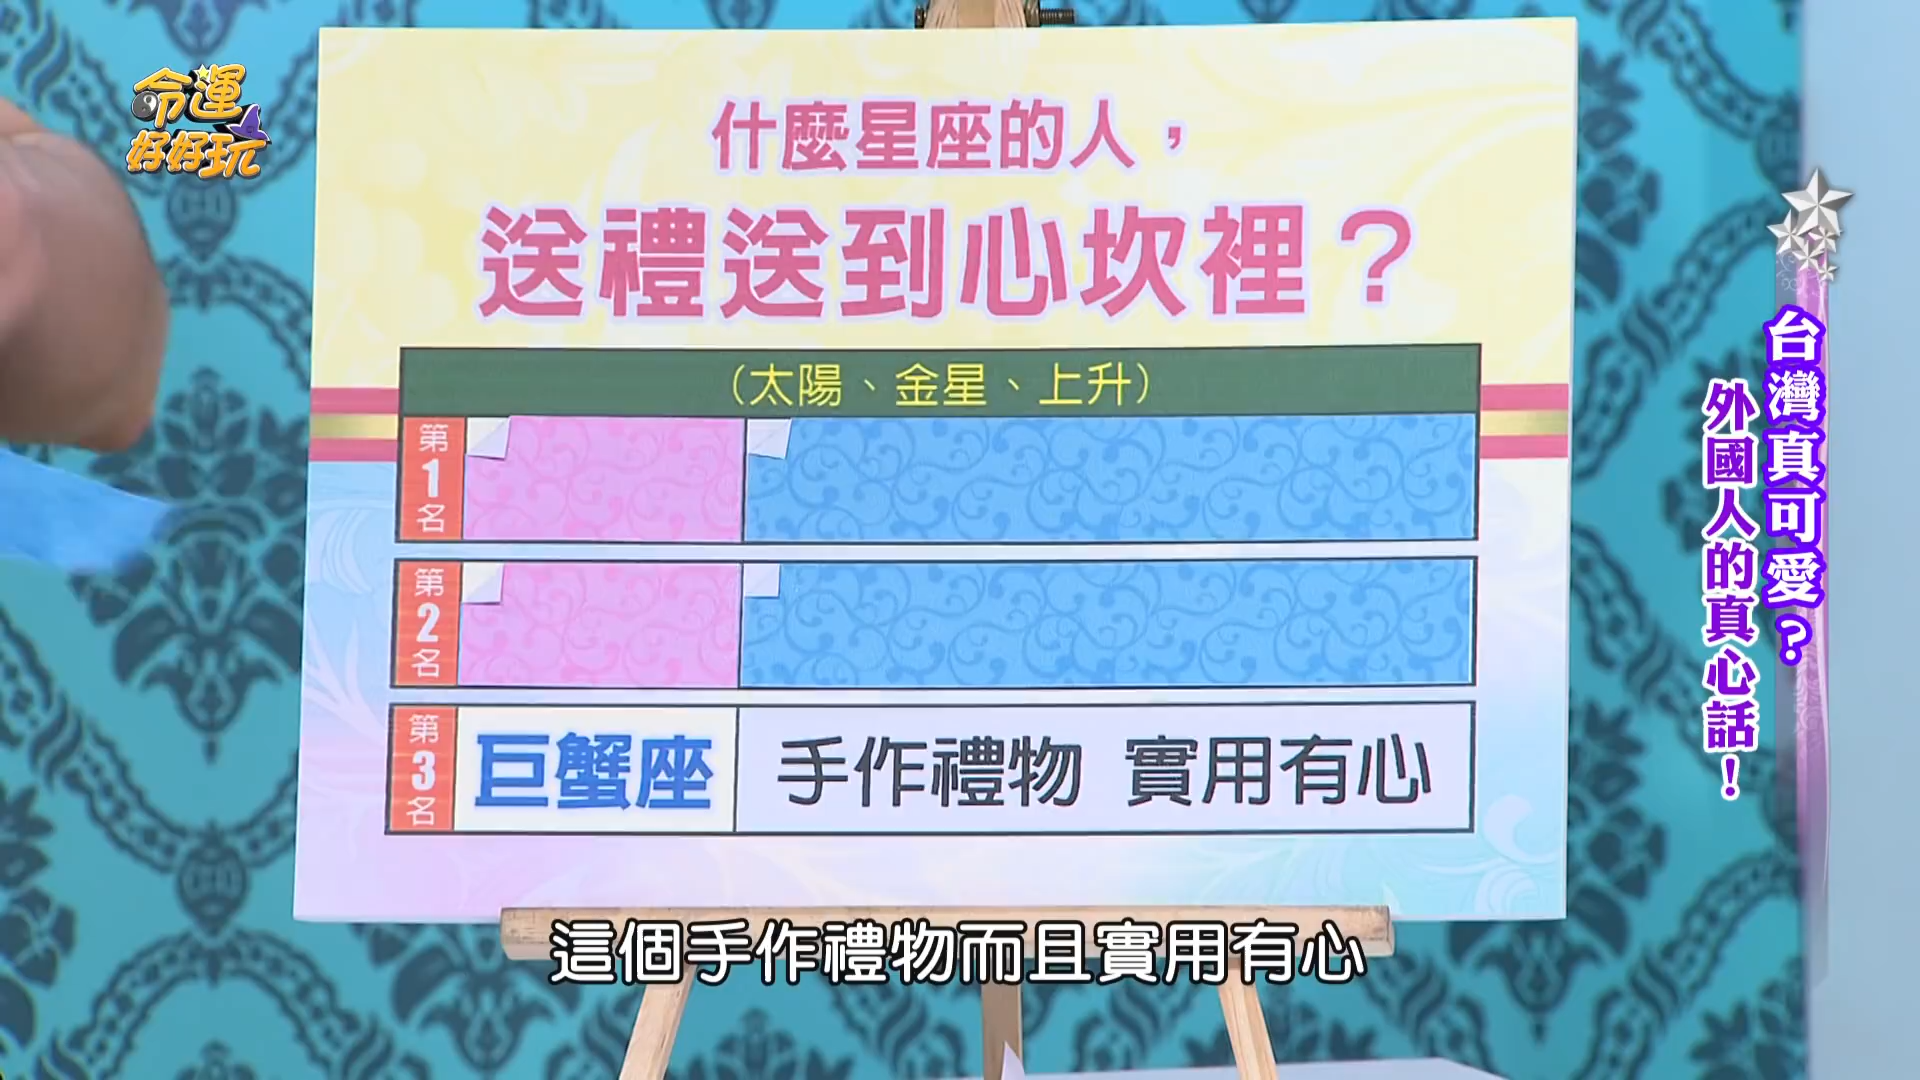 命運
好好玩
什麼星座的人，
送禮送到心坎裡？
（太陽、金星、上升）
第1名
第2名
第3名 巨蟹座 手作禮物 實用有心
台灣真可愛？
外國人的真心話！
這個手作禮物而且實用有心